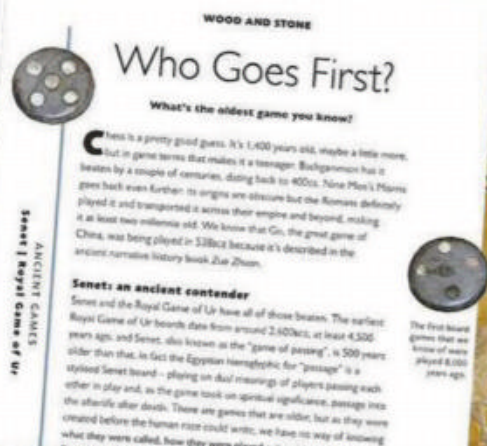 WOOD AND STONE
Who Goes First?
What's the oldest game you know?
Chess is a pretty good guess. It's 1,400 years old, maybe a little more,
but in game terms that makes it a teenager. Backgammon has it
beaten by a couple of centuries, dating back to 400CE. Nine Men's Morris
goes back even further: its origins are obscure but the Romans definitely
played it and transported it across their empire and beyond, making
it at least two millennia old. We know that Go, the great game of
China, was being played in 538BCE because it's described in the
ancient narrative history book Zuo Zhuan.
Senet: an ancient contender
Senet and the Royal Game of Ur have all of those beaten. The earliest
Royal Game of Ur boards date from around 2,600BCE, at least 4,500
years ago, and Senet, also known as the "game of passing", is 500 years
older than that. In fact the Egyptian hieroglyphic for "passage" is a
stylised Senet board – playing on dual meanings of players passing each
other in play and, as the game took on spiritual significance, passage into
the afterlife after death. There are games that are older, but as they were
created before the human race could write, we have no way of knowing
what they were called, how they were
ANCIENT GAMES
Senet | Royal Game of Ur
The first board
games that we
know of were
played 8,000
years ago.